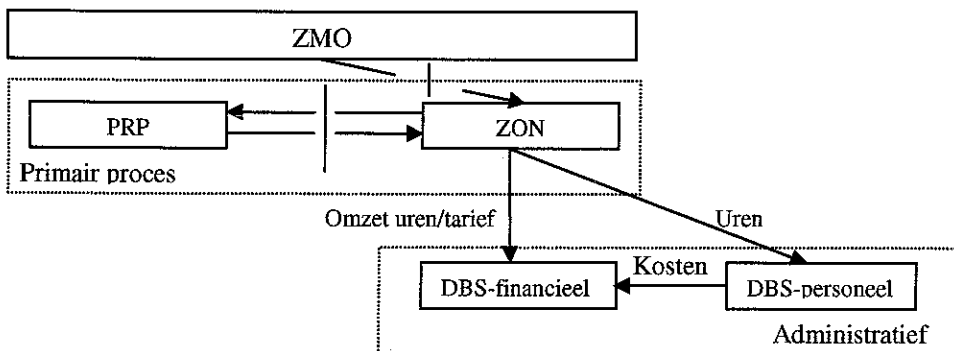 ZMO
PRP
ZON
Primair proces
Omzet uren/tarief
Uren
DBS-financieel
Kosten
DBS-personeel
Administratief